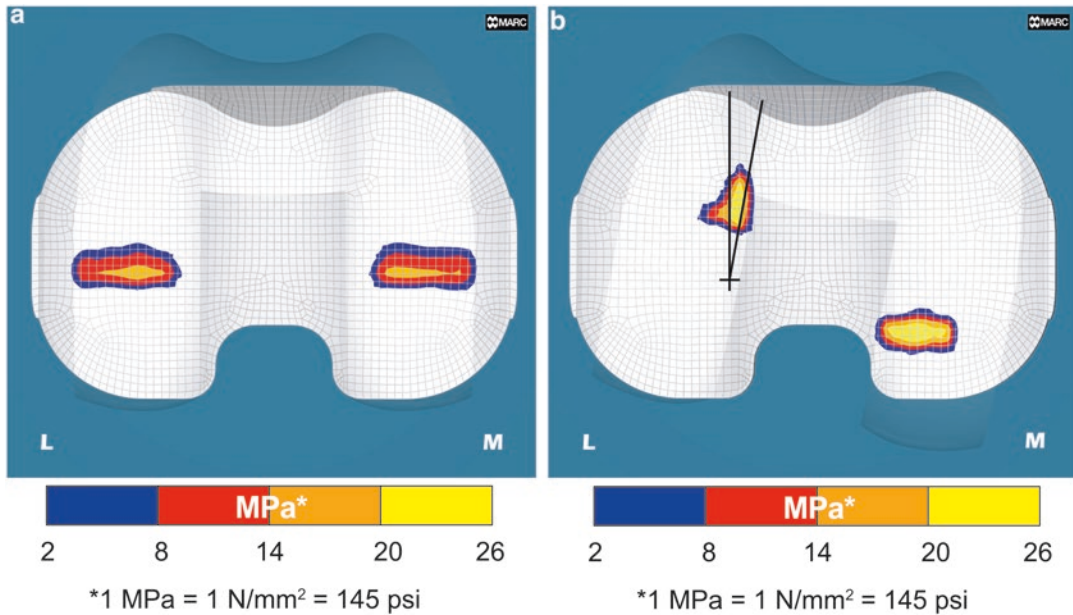 a
MARC
b
MARC
L
M
L
M
MPa*
2 8 14 20 26
*1 MPa = 1 N/mm² = 145 psi
MPa*
2 8 14 20 26
*1 MPa = 1 N/mm² = 145 psi